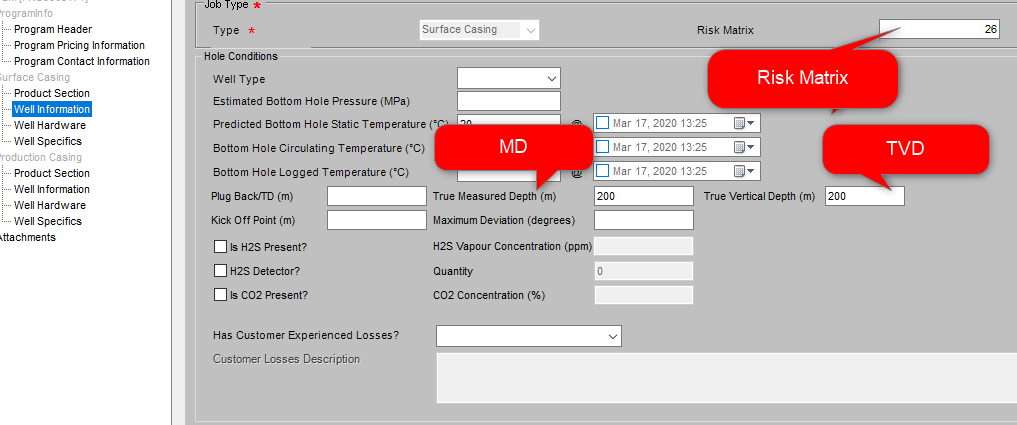 ProgramInfo
Program Header
Program Pricing Information
Program Contact Information
Surface Casing
Product Section
Well Information
Well Hardware
Well Specifics
Production Casing
Product Section
Well Information
Well Hardware
Well Specifics
Attachments
Job Type *
Type * Surface Casing Risk Matrix 26
Risk Matrix
Hole Conditions
Well Type
Estimated Bottom Hole Pressure (MPa)
Predicted Bottom Hole Static Temperature (°C) 20 @ Mar 17, 2020 13:25
MD
TVD
Bottom Hole Circulating Temperature (°C) Mar 17, 2020 13:25
Bottom Hole Logged Temperature (°C) @ Mar 17, 2020 13:25
Plug Back/TD (m) True Measured Depth (m) 200 True Vertical Depth (m) 200
Kick Off Point (m) Maximum Deviation (degrees)
Is H2S Present? H2S Vapour Concentration (ppm)
H2S Detector? Quantity 0
Is CO2 Present? CO2 Concentration (%)
Has Customer Experienced Losses?
Customer Losses Description